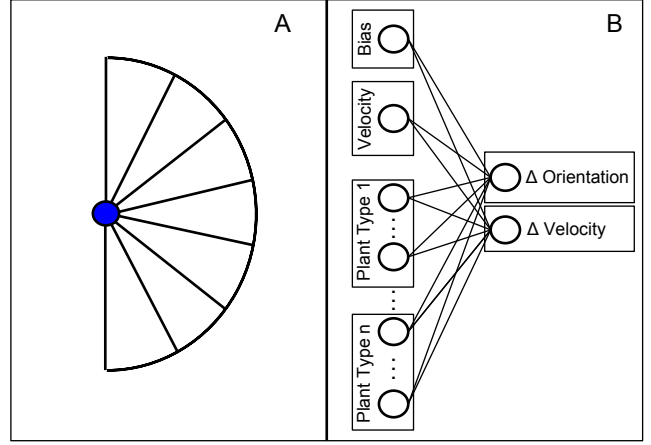 A
B
Bias
Velocity
Plant Type 1
Plant Type n
Δ Orientation
Δ Velocity